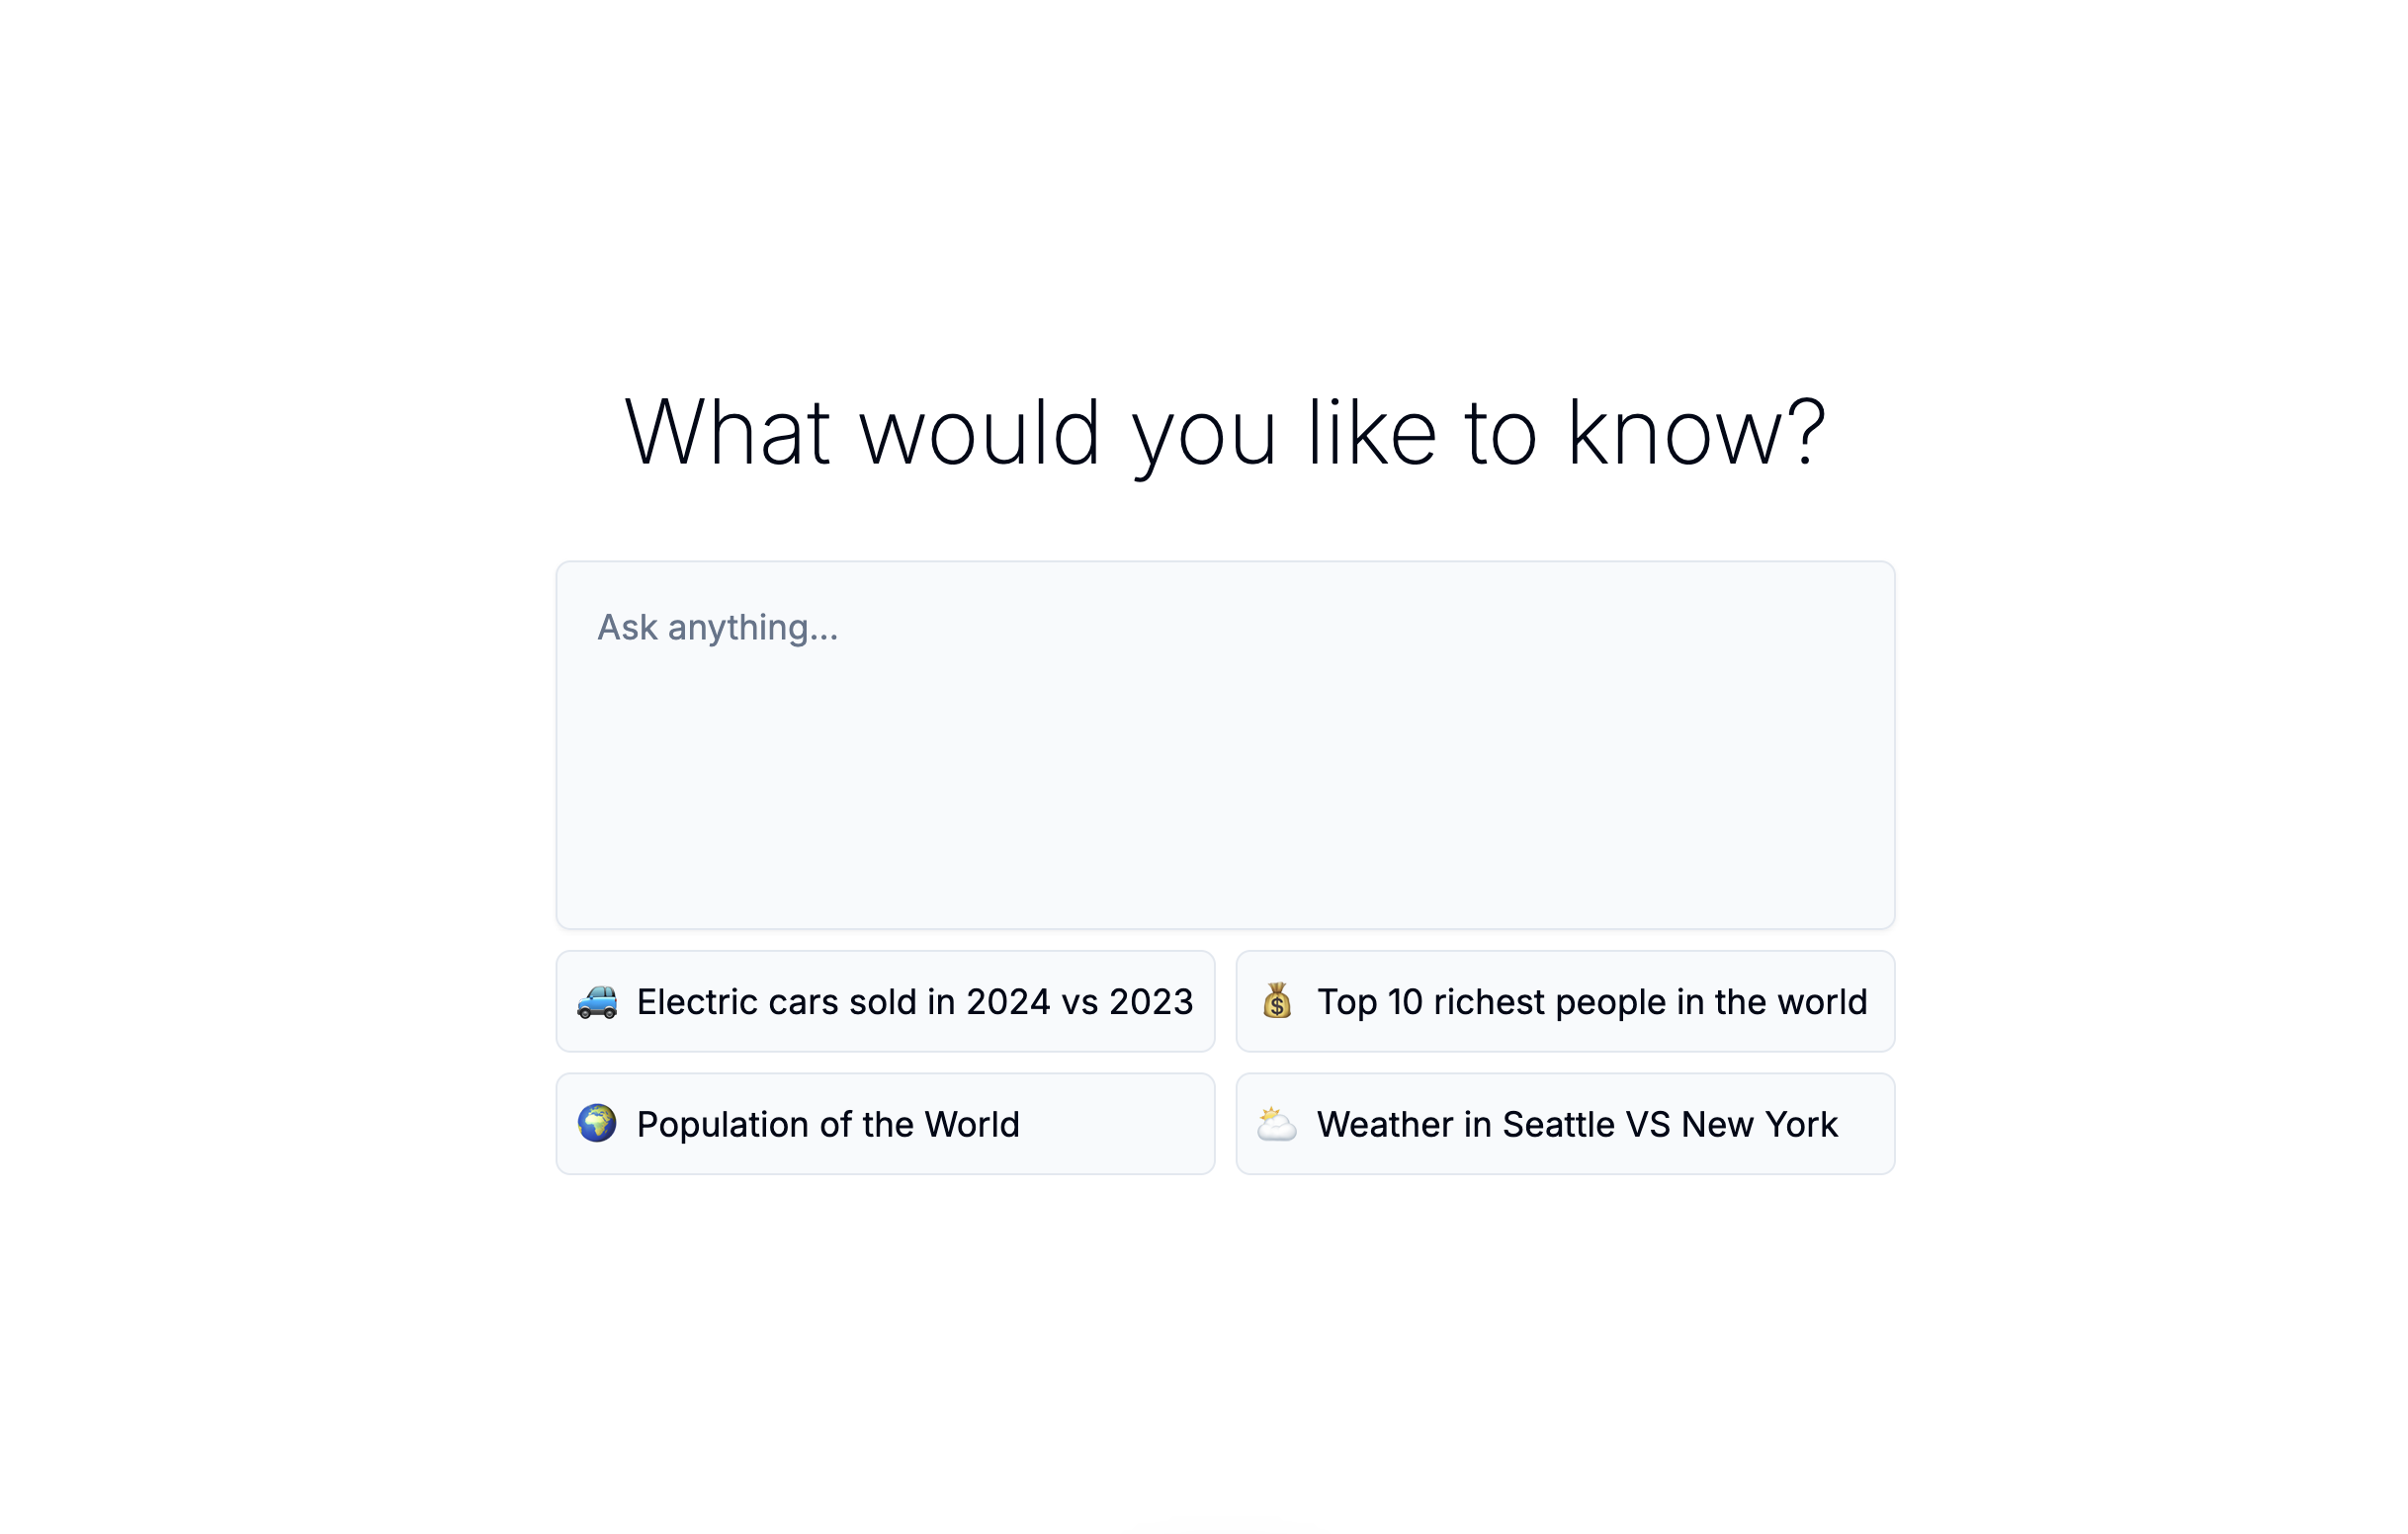 What would you like to know?
Ask anything...
Electric cars sold in 2024 vs 2023
Top 10 richest people in the world
Population of the World
Weather in Seattle VS New York